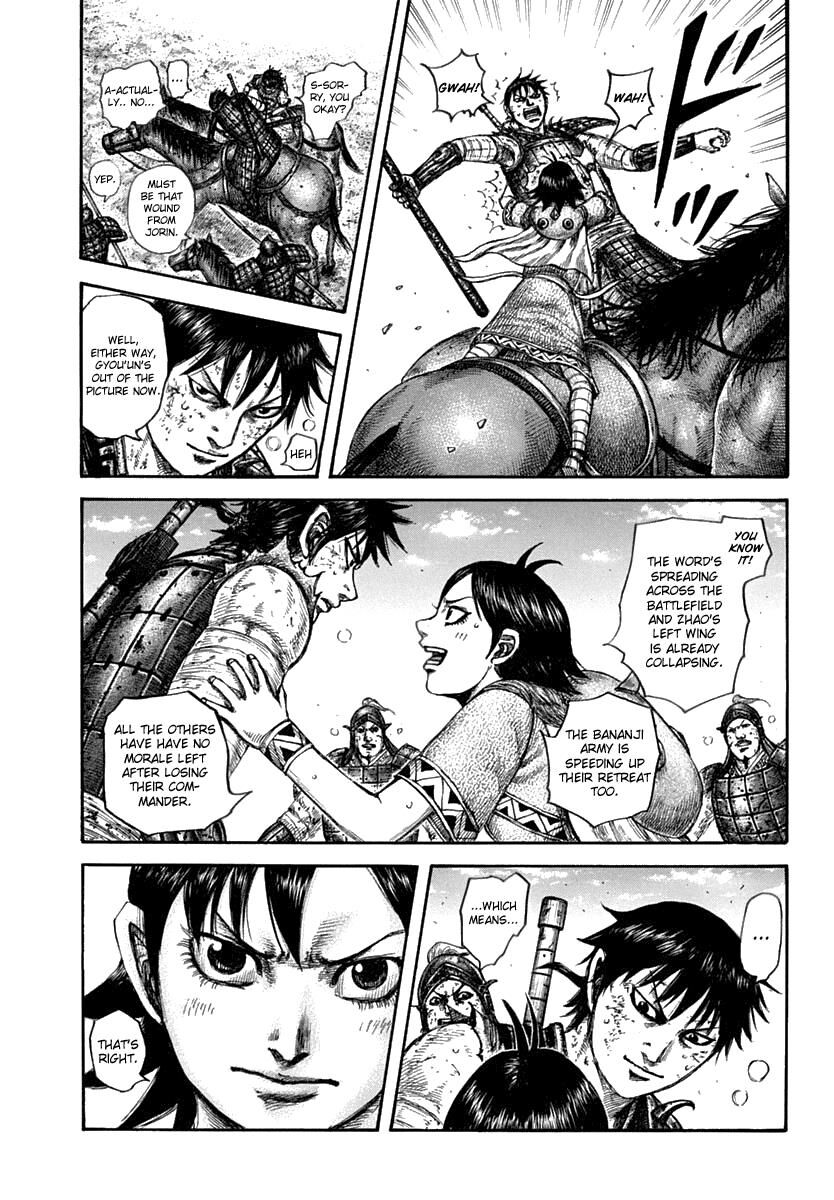 GWAH!
WAH!
ドドッ
S-SOR-
RY, YOU
OKAY?
...
A-ACTUAL-
LY.. NO...
MUST
BE THAT
WOUND
FROM
JORIN.
YEP.
WELL,
EITHER WAY,
GYOU'UN'S
OUT OF THE
PICTURE NOW.
HEH
YOU
KNOW
IT!
THE WORD'S
SPREADING
ACROSS THE
BATTLEFIELD
AND ZHAO'S
LEFT WING
IS ALREADY
COLLAPSING.
THE BANANJI
ARMY IS
SPEEDING UP
THEIR RETREAT
TOO.
ALL THE OTHERS
HAVE HAVE NO
MORALE LEFT
AFTER LOSING
THEIR COM-
MANDER.
...
...WHICH
MEANS...
THAT'S
RIGHT.